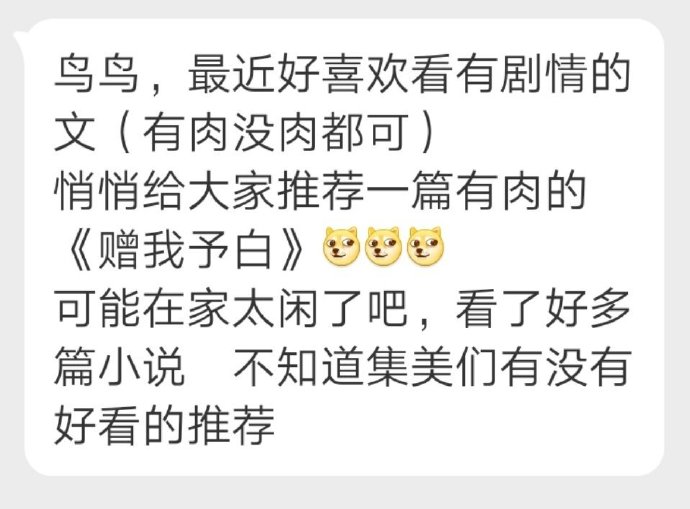 鸟鸟，最近好喜欢看有剧情的
文（有肉没肉都可）
悄悄给大家推荐一篇有肉的
《赠我予白》
可能在家太闲了吧，看了好多
篇小说　不知道集美们有没有
好看的推荐